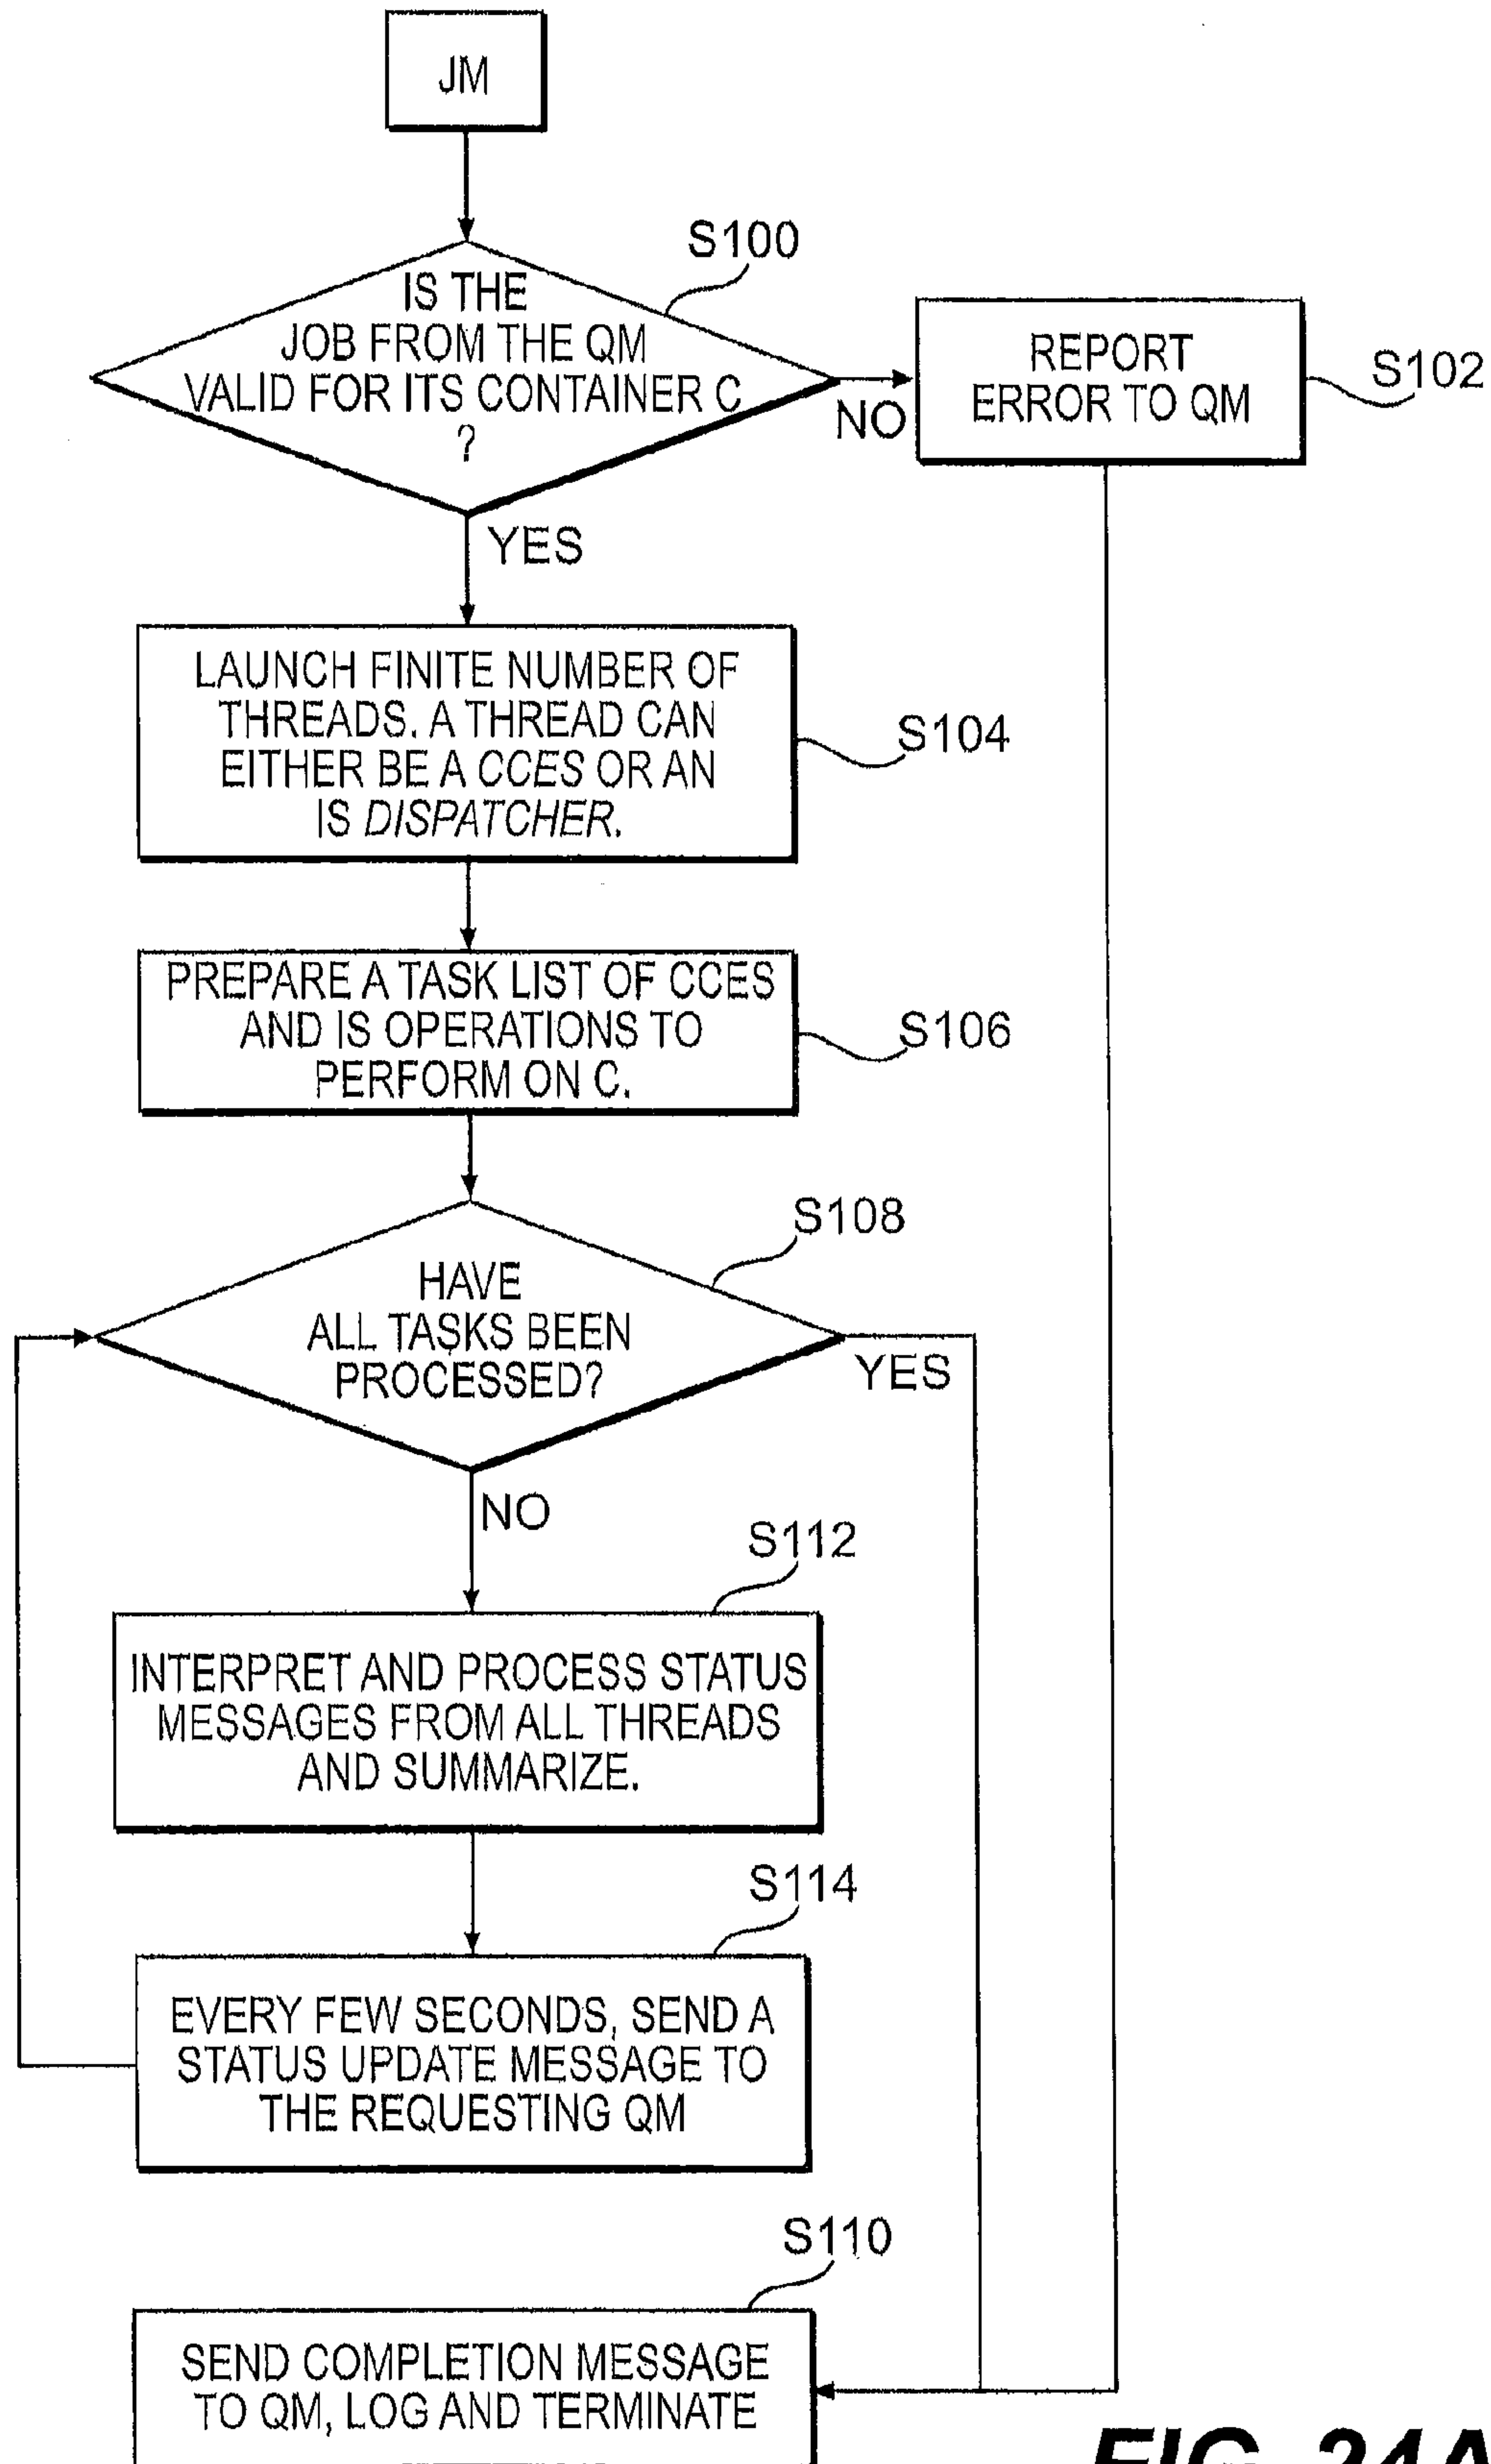 JM
S100
IS THE
JOB FROM THE QM
VALID FOR ITS CONTAINER C
?
NO
REPORT
ERROR TO QM
S102
YES
LAUNCH FINITE NUMBER OF
THREADS. A THREAD CAN
EITHER BE A CCES OR AN
IS DISPATCHER.
S104
PREPARE A TASK LIST OF CCES
AND IS OPERATIONS TO
PERFORM ON C.
S106
S108
HAVE
ALL TASKS BEEN
PROCESSED?
YES
NO
S112
INTERPRET AND PROCESS STATUS
MESSAGES FROM ALL THREADS
AND SUMMARIZE.
S114
EVERY FEW SECONDS, SEND A
STATUS UPDATE MESSAGE TO
THE REQUESTING QM
S110
SEND COMPLETION MESSAGE
TO QM, LOG AND TERMINATE
FIG. 24A